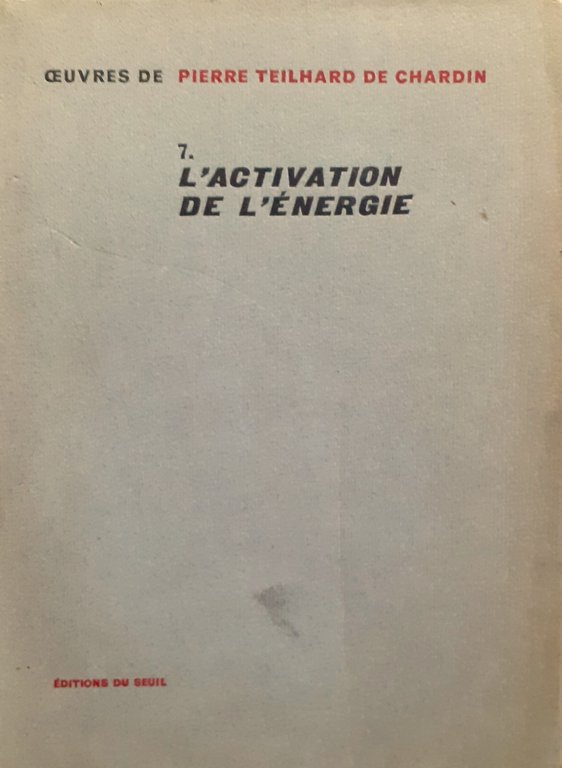 ŒUVRES DE PIERRE TEILHARD DE CHARDIN
7.
L'ACTIVATION
DE L'ÉNERGIE
ÉDITIONS DU SEUIL